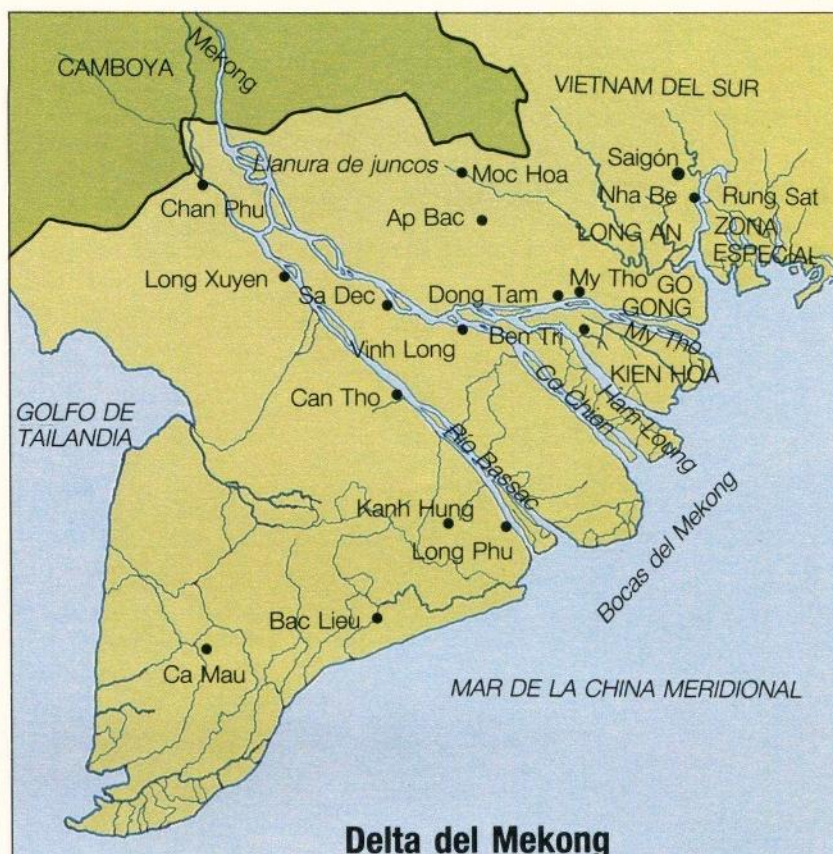 Mekong
CAMBOYA
VIETNAM DEL SUR
Llanura de juncos
Moc Hoa
Saigón
Chan Phu
Nha Be
Rung Sat
Ap Bac
LONG AN
ZONA
ESPECIAL
Long Xuyen
Sa Dec
Dong Tam
My Tho
GO
GONG
Vinh Long
Ben Tri
My Tho
KIEN HOA
Can Tho
Co Chien
Ham Loung
GOLFO DE
TAILANDIA
Río Bassac
Kanh Hung
Long Phu
Bocas del Mekong
Bac Lieu
Ca Mau
MAR DE LA CHINA MERIDIONAL
Delta del Mekong